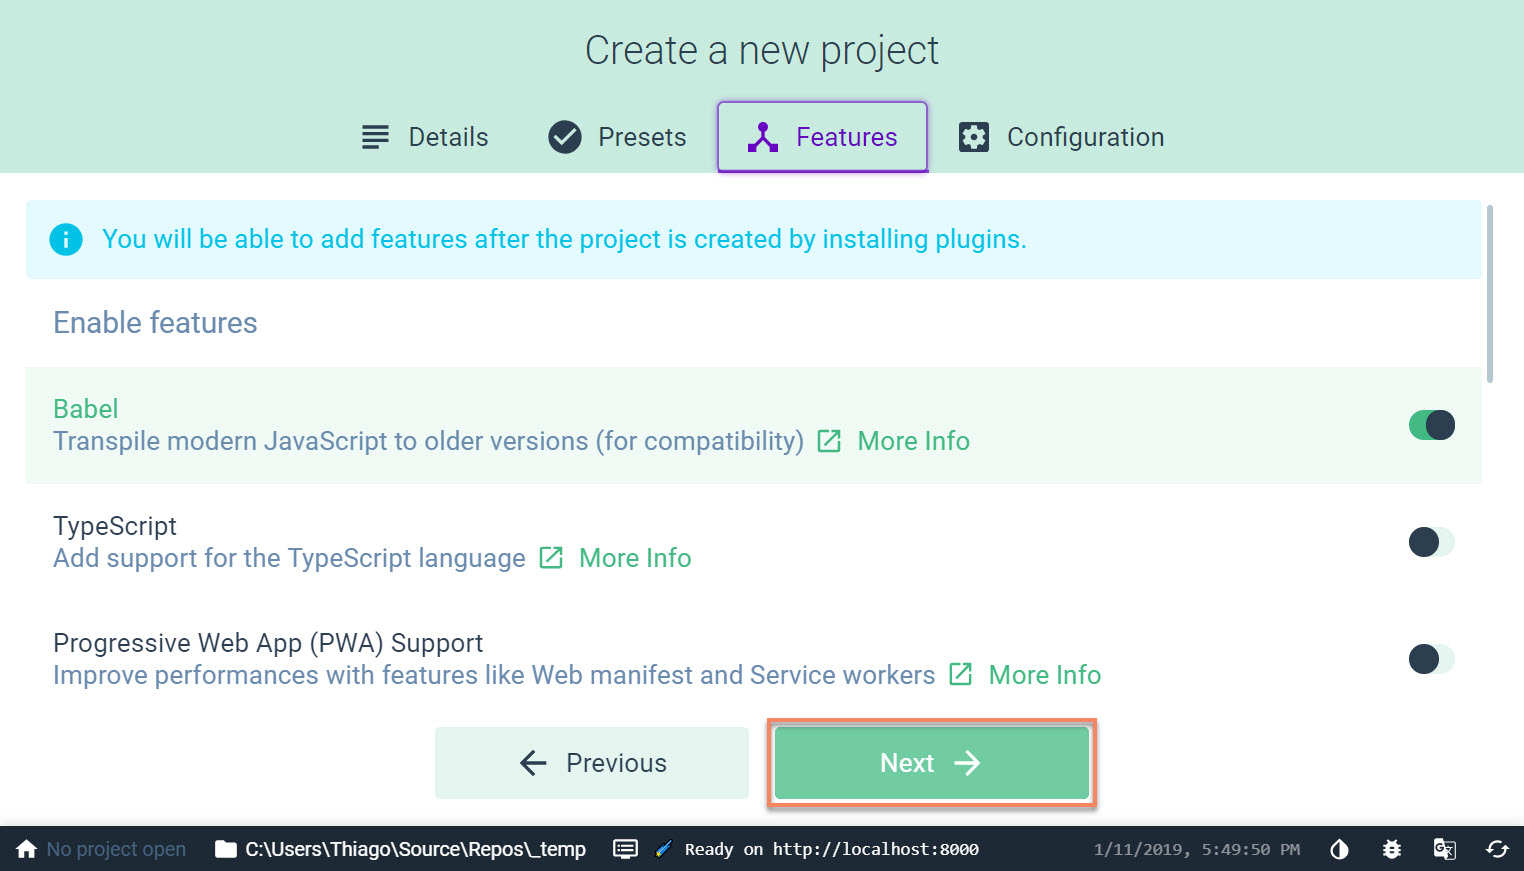 Create a new project
Details Presets Features Configuration
You will be able to add features after the project is created by installing plugins.
Enable features
Babel
Transpile modern JavaScript to older versions (for compatibility) More Info
TypeScript
Add support for the TypeScript language More Info
Progressive Web App (PWA) Support
Improve performances with features like Web manifest and Service workers More Info
Previous Next
No project open C:\Users\Thiago\Source\Repos\_temp Ready on http://localhost:8000 1/11/2019, 5:49:50 PM